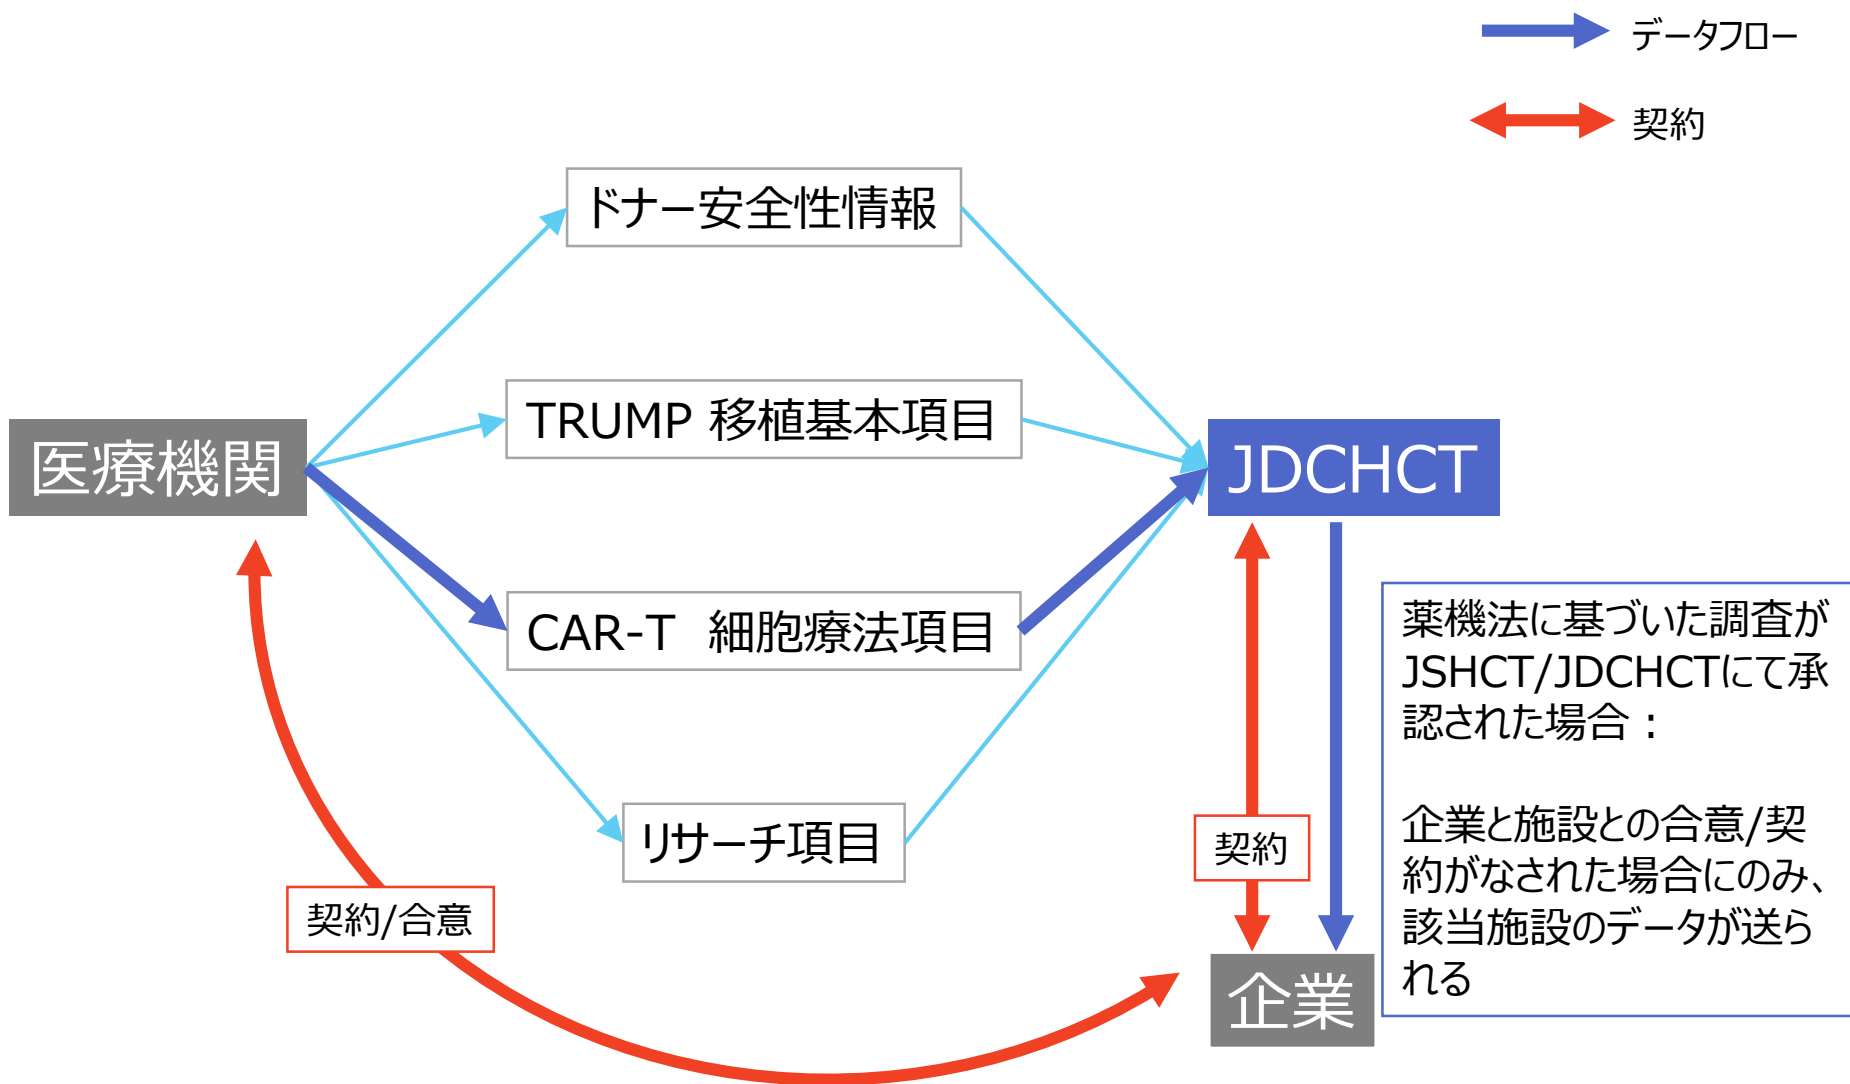 データフロー
契約
ドナー安全性情報
TRUMP 移植基本項目
医療機関
JDCHCT
CAR-T 細胞療法項目
リサーチ項目
契約/合意
契約
企業
薬機法に基づいた調査が
JSHCT/JDCHCTにて承
認された場合：
企業と施設との合意/契
約がなされた場合にのみ、
該当施設のデータが送ら
れる